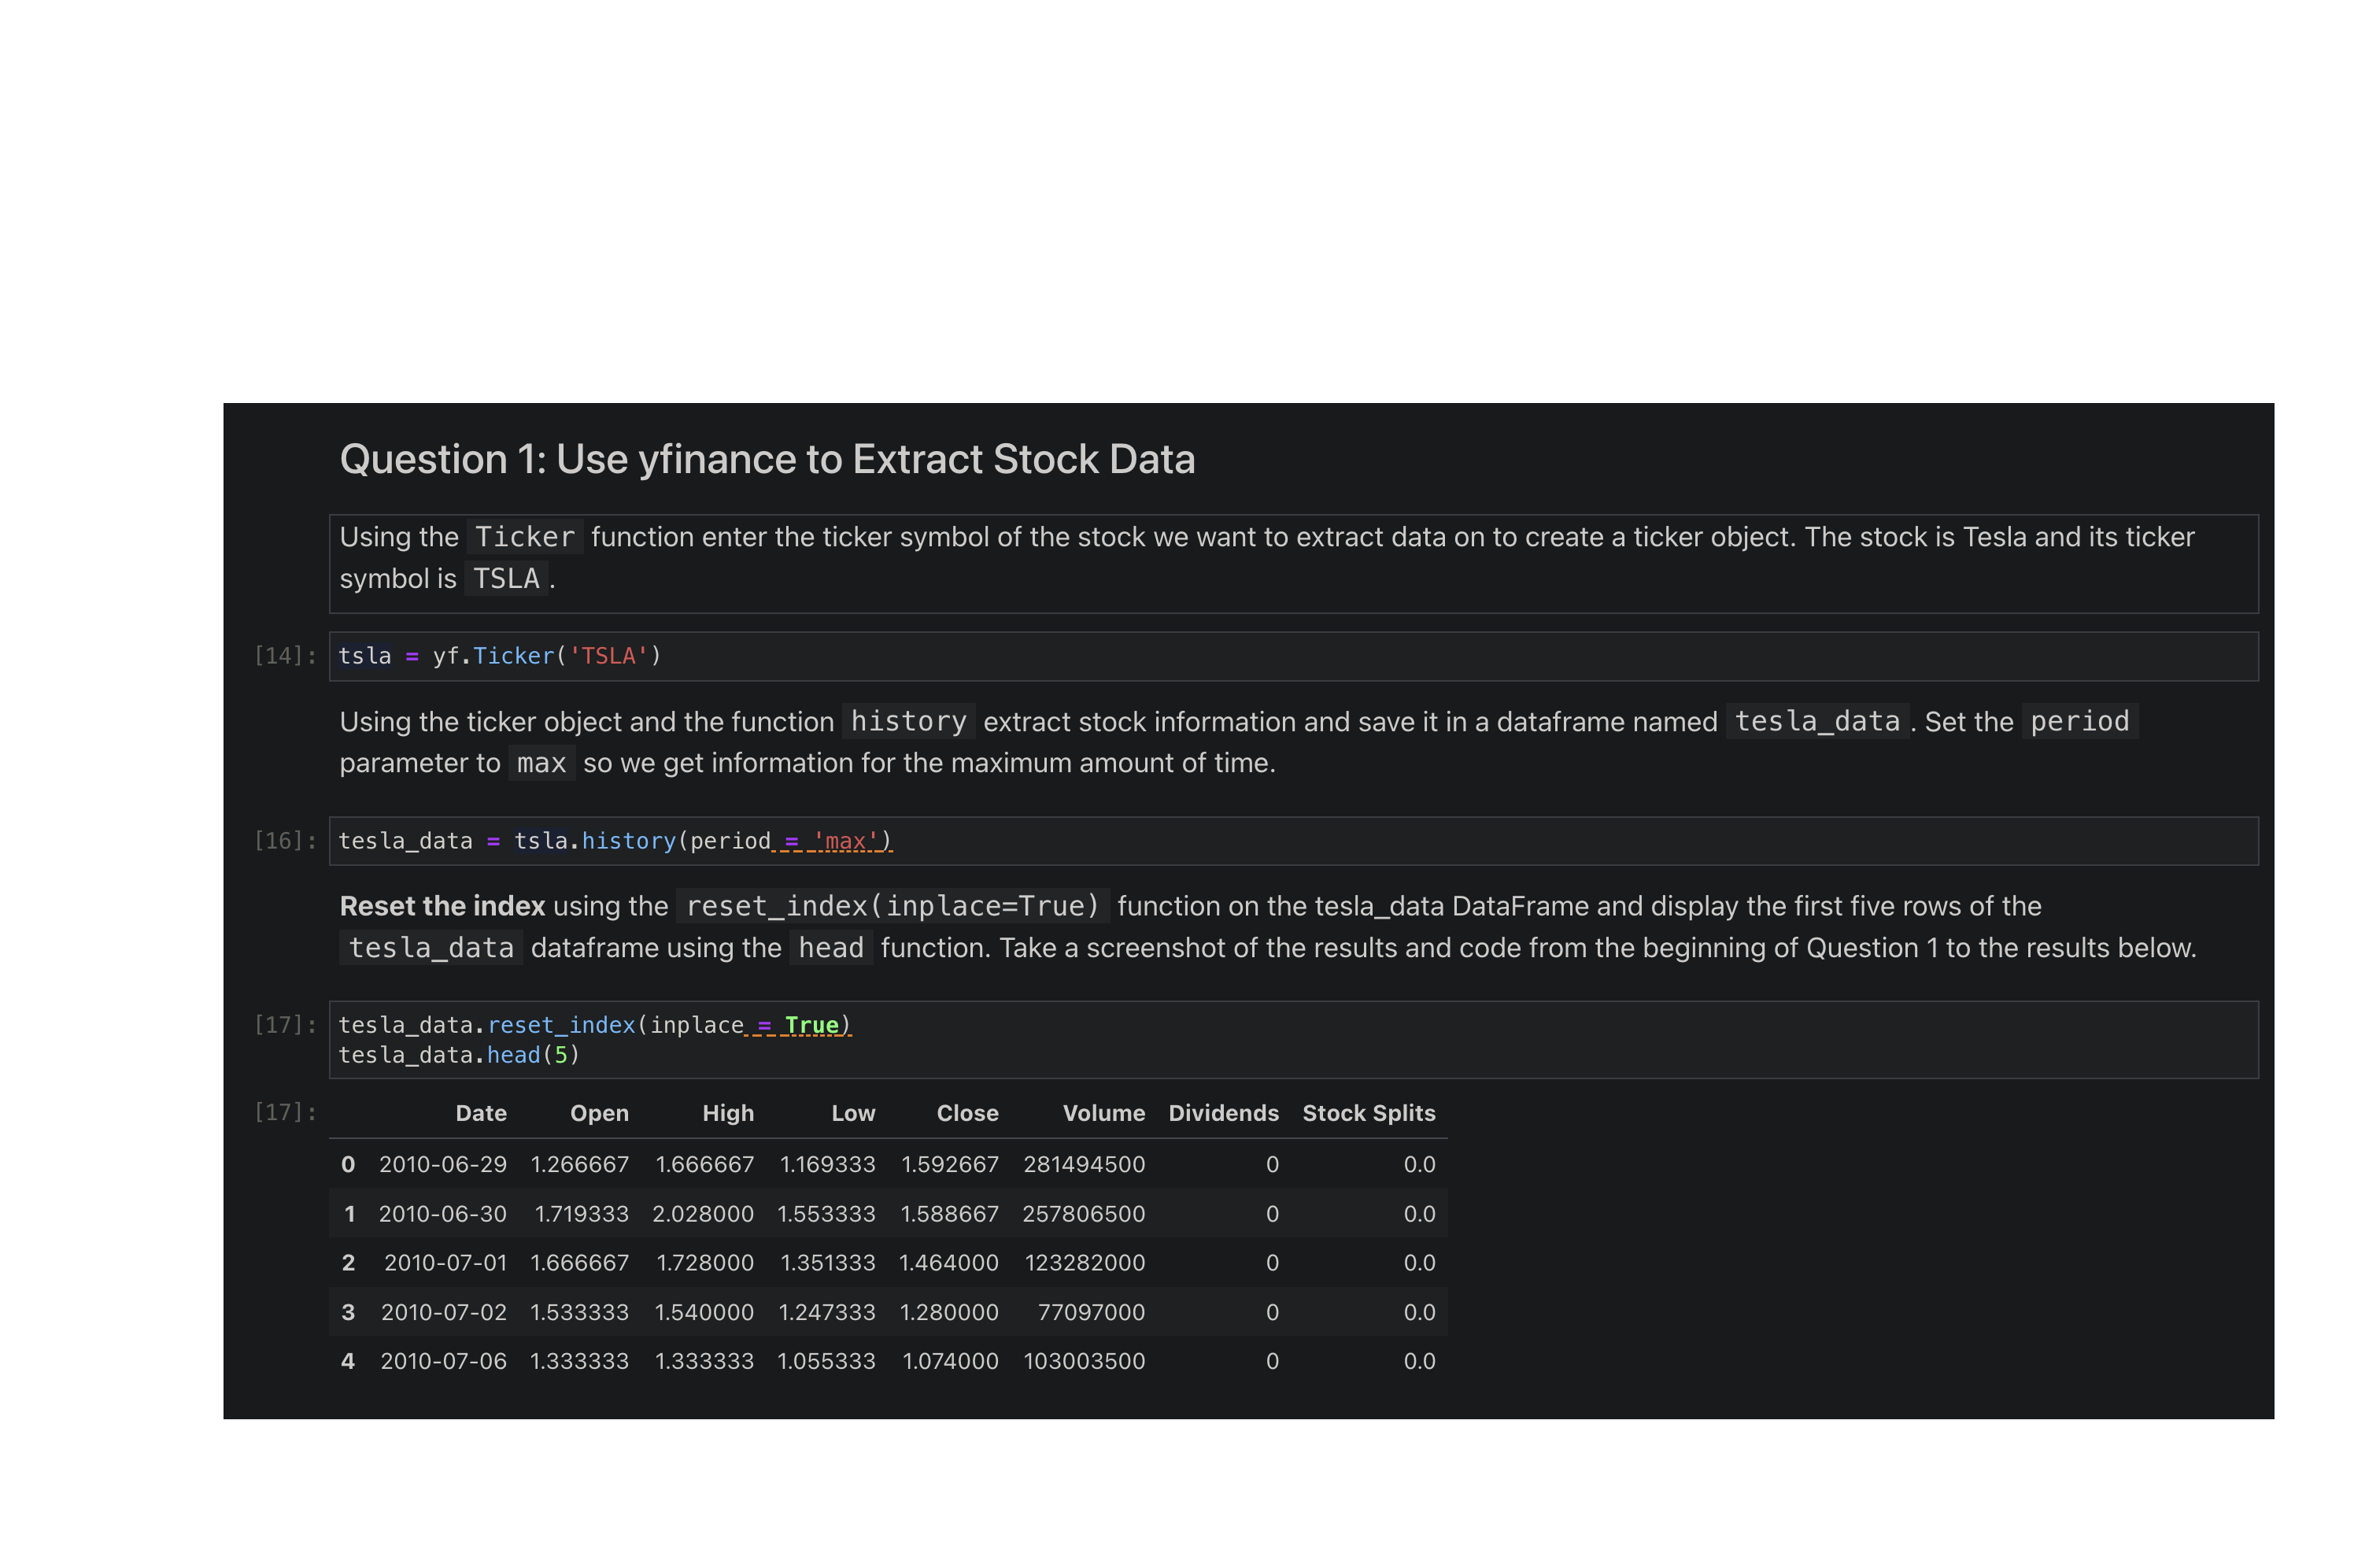 Question 1: Use yfinance to Extract Stock Data
Using the Ticker function enter the ticker symbol of the stock we want to extract data on to create a ticker object. The stock is Tesla and its ticker
symbol is TSLA .
[14]: tsla = yf.Ticker('TSLA')
Using the ticker object and the function history extract stock information and save it in a dataframe named tesla_data . Set the period
parameter to max so we get information for the maximum amount of time.
[16]: tesla_data = tsla.history(period = 'max')
Reset the index using the reset_index(inplace=True) function on the tesla_data DataFrame and display the first five rows of the
tesla_data dataframe using the head function. Take a screenshot of the results and code from the beginning of Question 1 to the results below.
[17]: tesla_data.reset_index(inplace = True)
tesla_data.head(5)
[17]: Date Open High Low Close Volume Dividends Stock Splits
0 2010-06-29 1.266667 1.666667 1.169333 1.592667 281494500 0 0.0
1 2010-06-30 1.719333 2.028000 1.553333 1.588667 257806500 0 0.0
2 2010-07-01 1.666667 1.728000 1.351333 1.464000 123282000 0 0.0
3 2010-07-02 1.533333 1.540000 1.247333 1.280000 77097000 0 0.0
4 2010-07-06 1.333333 1.333333 1.055333 1.074000 103003500 0 0.0